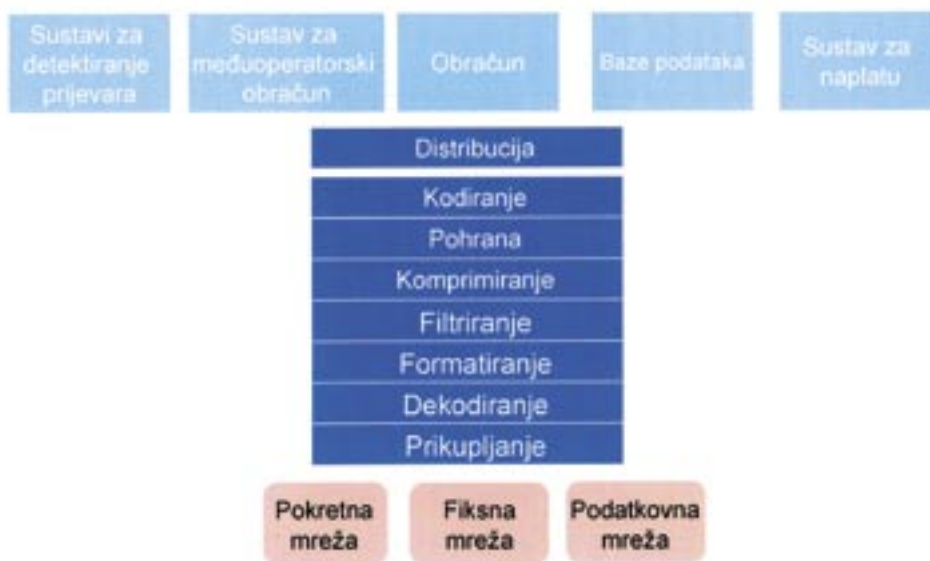 Sustavi za
detektiranje
prijevara
Sustav za
međuoperatorski
obračun
Obračun
Baze podataka
Sustav za
naplatu
Distribucija
Kodiranje
Pohrana
Komprimiranje
Filtriranje
Formatiranje
Dekodiranje
Prikupljanje
Pokretna
mreža
Fiksna
mreža
Podatkovna
mreža